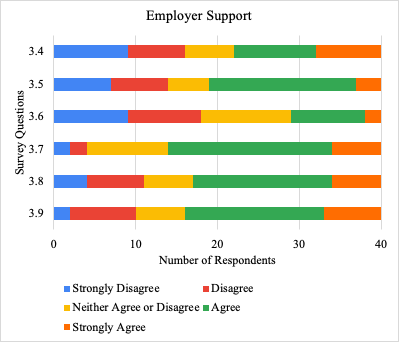 Employer Support
Survey Questions
3.4
3.5
3.6
3.7
3.8
3.9
0 10 20 30 40
Number of Respondents
Strongly Disagree Disagree
Neither Agree or Disagree Agree
Strongly Agree